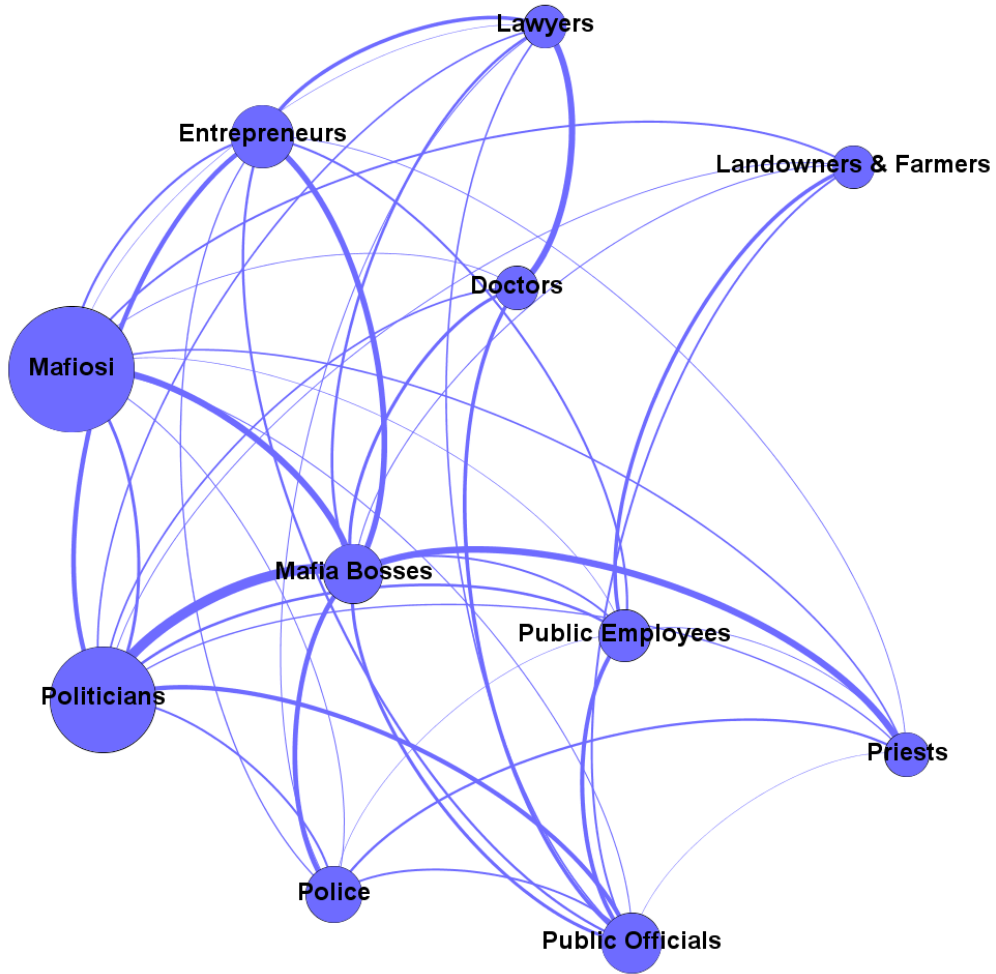 Lawyers
Entrepreneurs
Landowners & Farmers
Doctors
Mafiosi
Mafia Bosses
Public Employees
Politicians
Priests
Police
Public Officials